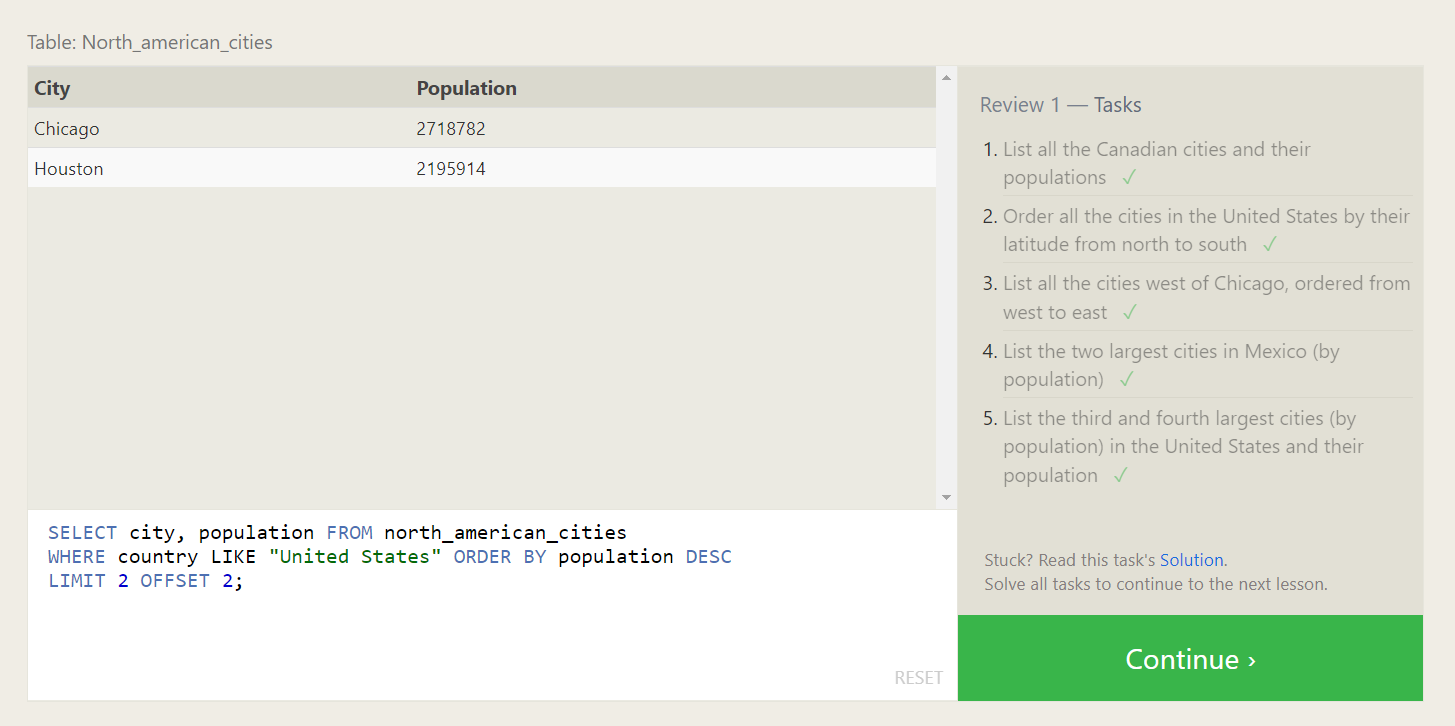 Table: North_american_cities
City Population
Chicago 2718782
Houston 2195914
SELECT city, population FROM north_american_cities
WHERE country LIKE "United States" ORDER BY population DESC
LIMIT 2 OFFSET 2;
RESET
Review 1 — Tasks
1. List all the Canadian cities and their
populations ✓
2. Order all the cities in the United States by their
latitude from north to south ✓
3. List all the cities west of Chicago, ordered from
west to east ✓
4. List the two largest cities in Mexico (by
population) ✓
5. List the third and fourth largest cities (by
population) in the United States and their
population ✓
Stuck? Read this task's Solution.
Solve all tasks to continue to the next lesson.
Continue ›